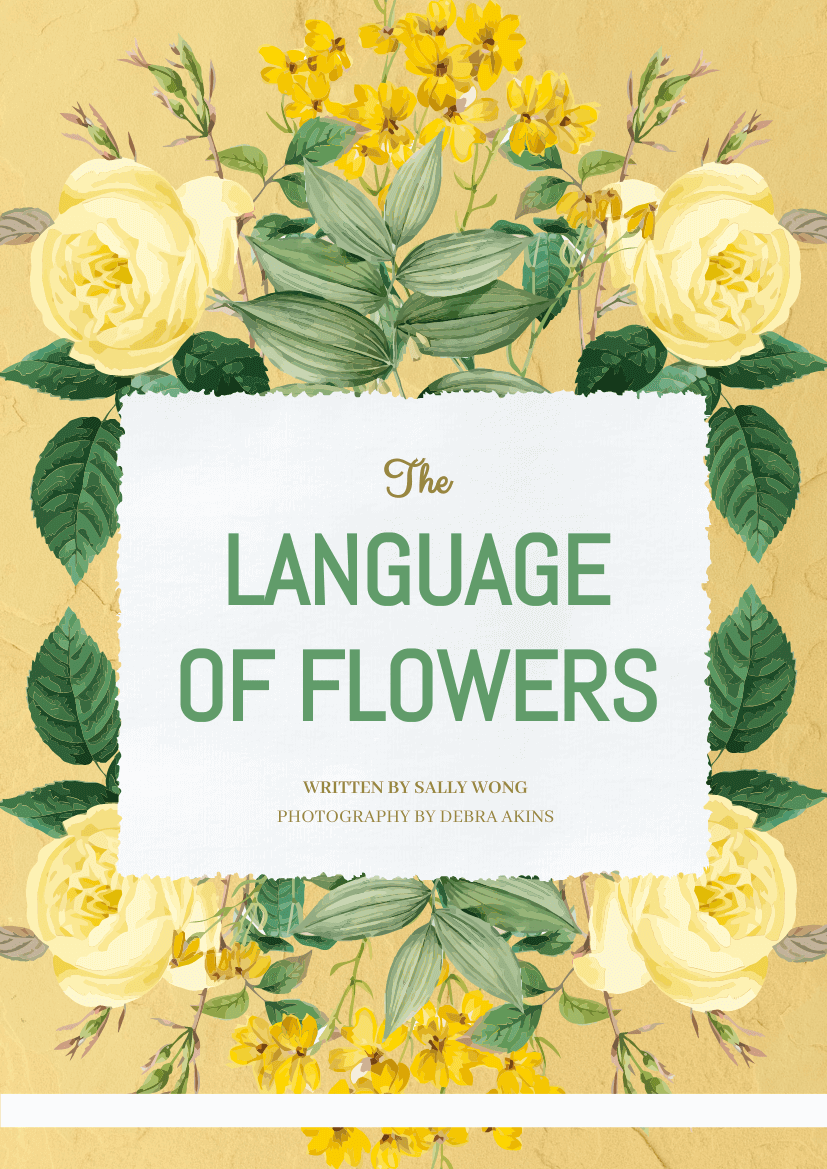 The
LANGUAGE
OF FLOWERS
WRITTEN BY SALLY WONG
PHOTOGRAPHY BY DEBRA AKINS